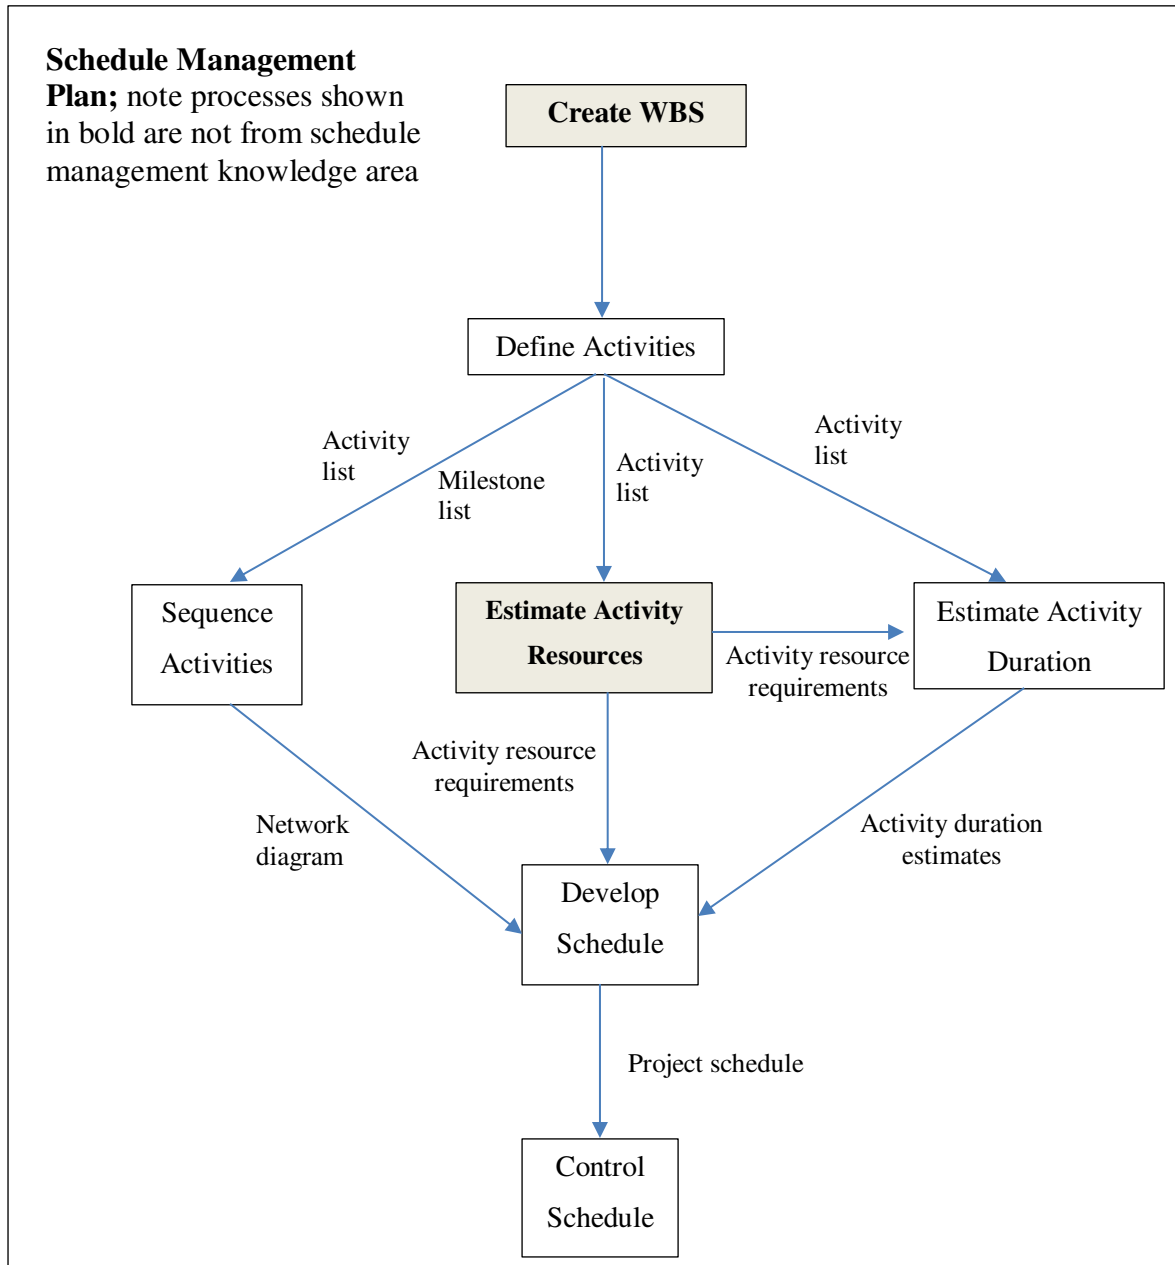 Schedule Management
Plan; note processes shown
in bold are not from schedule
management knowledge area
Create WBS
Define Activities
Activity
list
Milestone
list
Activity
list
Activity
list
Sequence
Activities
Estimate Activity
Resources
Activity resource
requirements
Estimate Activity
Duration
Activity resource
requirements
Network
diagram
Activity duration
estimates
Develop
Schedule
Project schedule
Control
Schedule